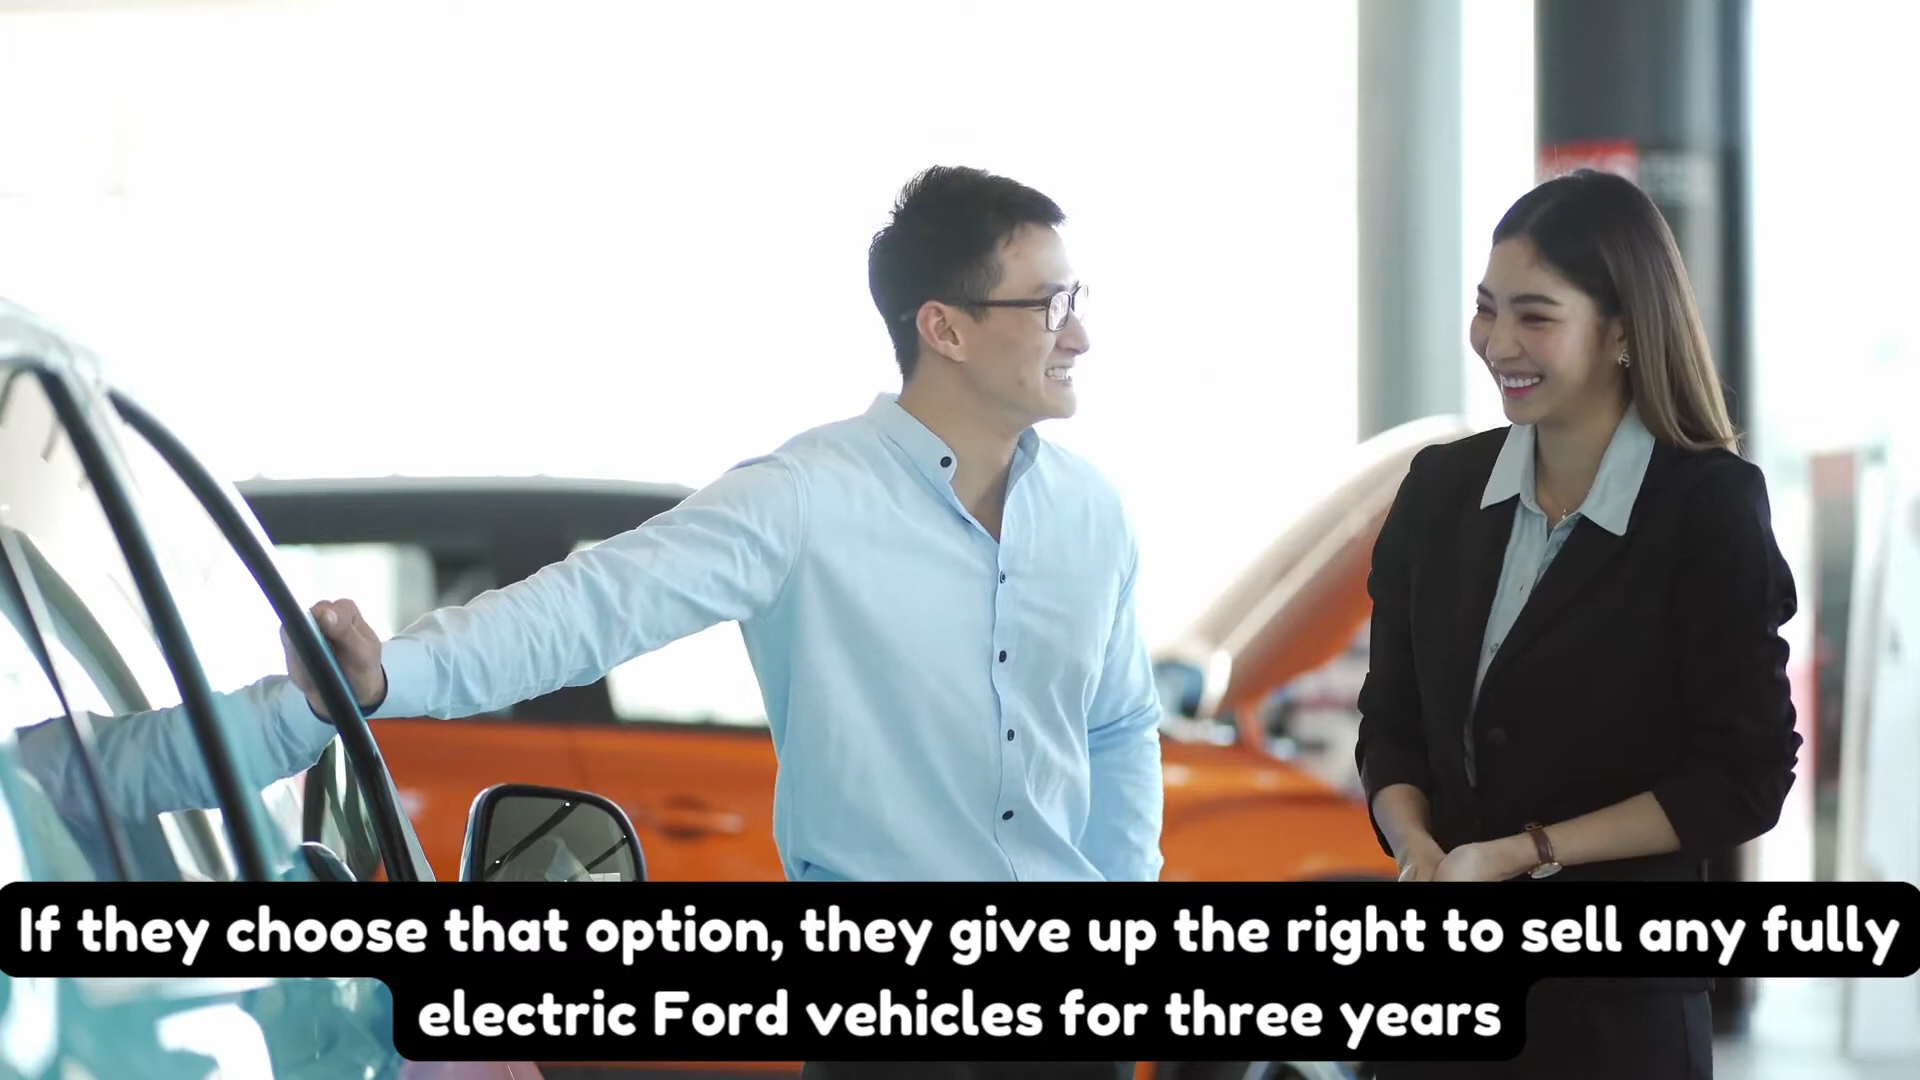 If they choose that option, they give up the right to sell any fully
electric Ford vehicles for three years